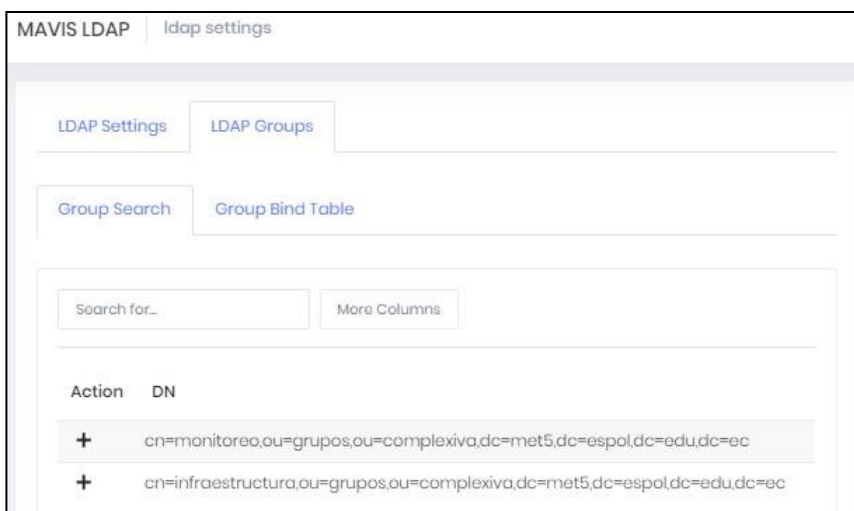 MAVIS LDAP ldap settings
LDAP Settings LDAP Groups
Group Search Group Bind Table
Search for... More Columns
Action DN
+ cn=monitoreo,ou=grupos,ou=complexiva,dc=met5,dc=espol,dc=edu,dc=ec
+ cn=infraestructura,ou=grupos,ou=complexiva,dc=met5,dc=espol,dc=edu,dc=ec